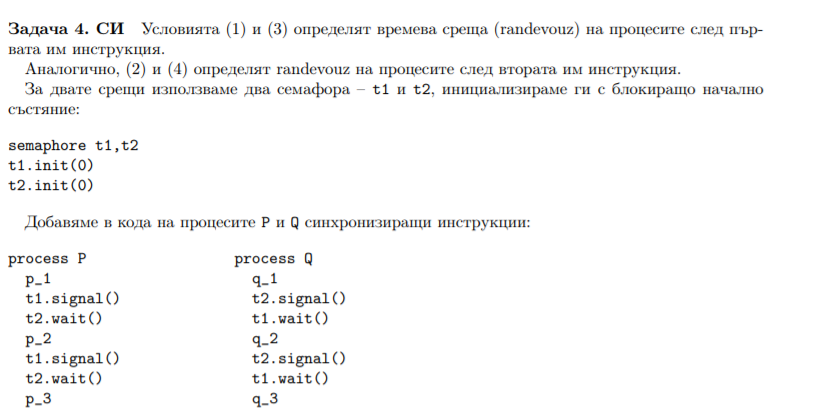 Задача 4. СИ Условията (1) и (3) определят времева среща (randevouz) на процесите след пър-
вата им инструкция.
Аналогично, (2) и (4) определят randevouz на процесите след втората им инструкция.
За двате срещи използваме два семафора – t1 и t2, инициализираме ги с блокиращо начално
състяние:
semaphore t1,t2
t1.init(0)
t2.init(0)
Добавяме в кода на процесите P и Q синхронизиращи инструкции:
process P process Q
p_1 q_1
t1.signal() t2.signal()
t2.wait() t1.wait()
p_2 q_2
t1.signal() t2.signal()
t2.wait() t1.wait()
p_3 q_3